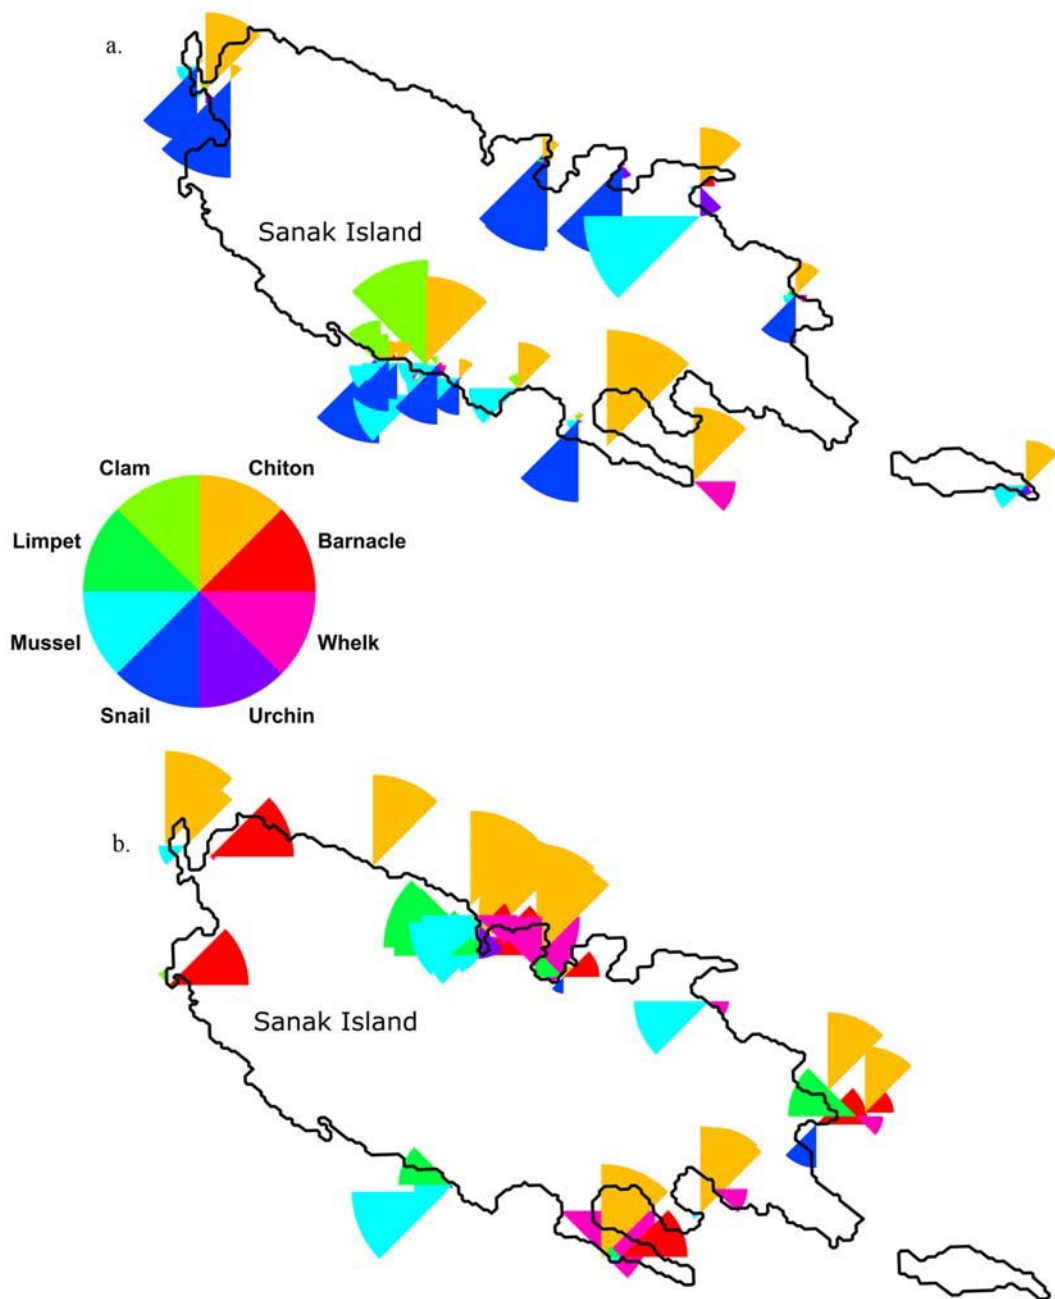 a.
Sanak Island
Clam
Chiton
Limpet
Barnacle
Mussel
Whelk
Snail
Urchin
b.
Sanak Island